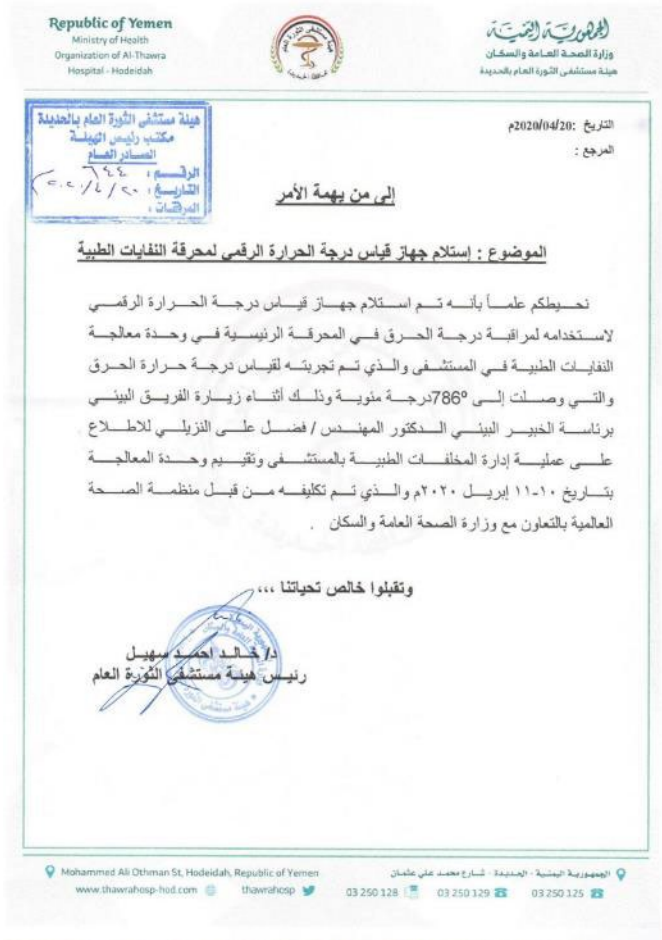 Republic of Yemen
Ministry of Health
Organization of Al-Thawra
Hospital - Hodeidah
الجمهورية اليمنية
وزارة الصحة العامة والسكان
هيئة مستشفى الثورة العام بالحديدة
هيئة مستشفى الثورة العام بالحديدة
مكتب رئيس الهيئة
الصادر العام
الرقم : ٦٤٤
التاريخ : ٢٠٢٠/٤/٢٠
المرفقات :
التاريخ :2020/04/20م
المرجع :
إلى من يهمة الأمر
الموضوع : إستلام جهاز قياس درجة الحرارة الرقمي لمحرقة النفايات الطبية
نحيطكم علماً بأنه تم استلام جهاز قياس درجة الحرارة الرقمي
لاستخدامه لمراقبة درجة الحرق في المحرقة الرئيسية في وحدة معالجة
النفايات الطبية في المستشفى والذي تم تجربته لقياس درجة حرارة الحرق
والتي وصلت إلى 786º درجة مئوية وذلك أثناء زيارة الفريق البيئي
برئاسة الخبير البيئي الدكتور المهندس / فضل علي النزيلي للاطلاع
على عملية إدارة المخلفات الطبية بالمستشفى وتقييم وحدة المعالجة
بتاريخ ١٠-١١ إبريل ٢٠٢٠م والذي تم تكليفه من قبل منظمة الصحة
العالمية بالتعاون مع وزارة الصحة العامة والسكان .
وتقبلوا خالص تحياتنا ،،،
د/ خالد احمد سهيل
رئيس هيئة مستشفى الثورة العام
Mohammed Ali Othman St, Hodeidah, Republic of Yemen
الجمهورية اليمنية - الحديدة - شارع محمد علي عثمان
www.thawrahosp-hod.com thawrahosp 03 250 128 03 250 129 03 250 125